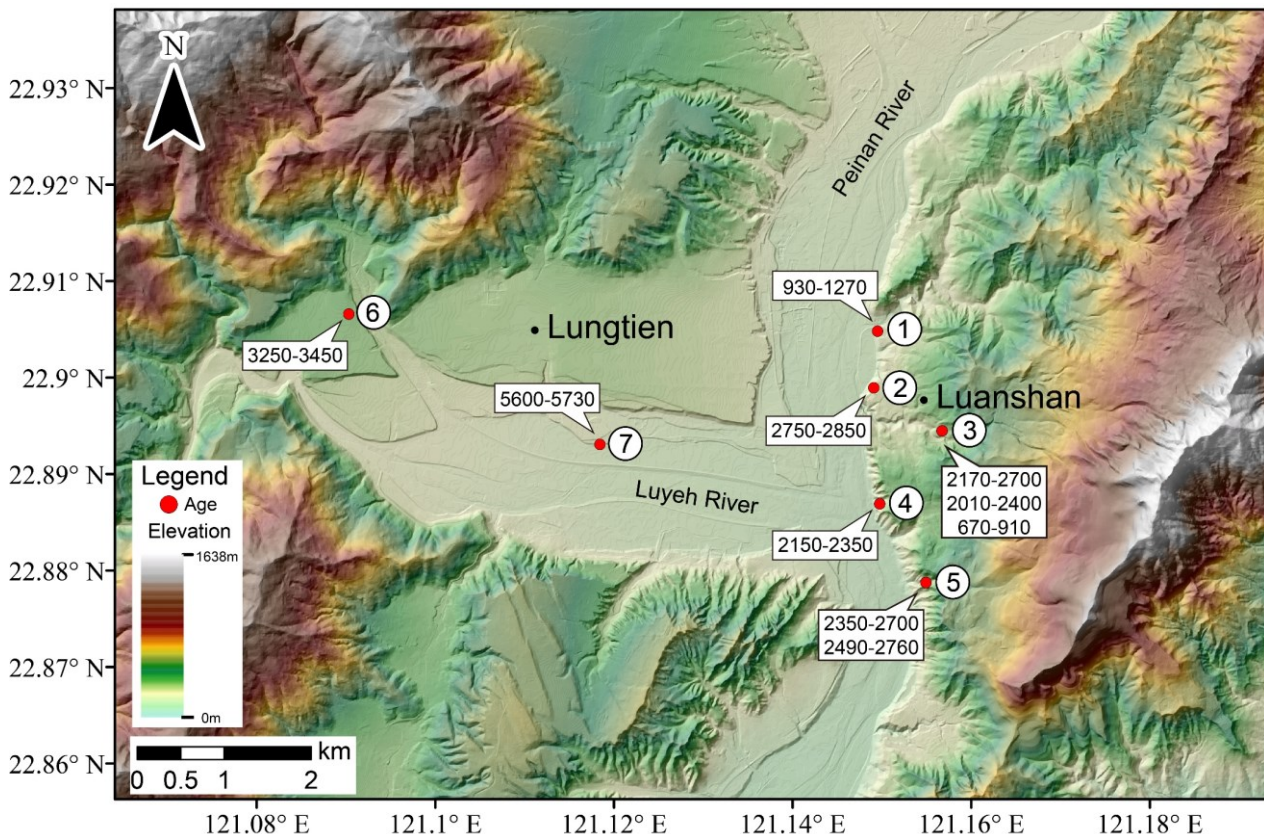 N
22.93° N
22.92° N
22.91° N
22.9° N
22.89° N
22.88° N
22.87° N
22.86° N
121.08° E
121.1° E
121.12° E
121.14° E
121.16° E
121.18° E
Peinan River
930-1270
1
6
3250-3450
Lungtien
2
2750-2850
Luanshan
5600-5730
7
3
2170-2700
2010-2400
670-910
Luyeh River
4
2150-2350
5
2350-2700
2490-2760
Legend
Age
Elevation
1638m
0m
km
0 0.5 1 2